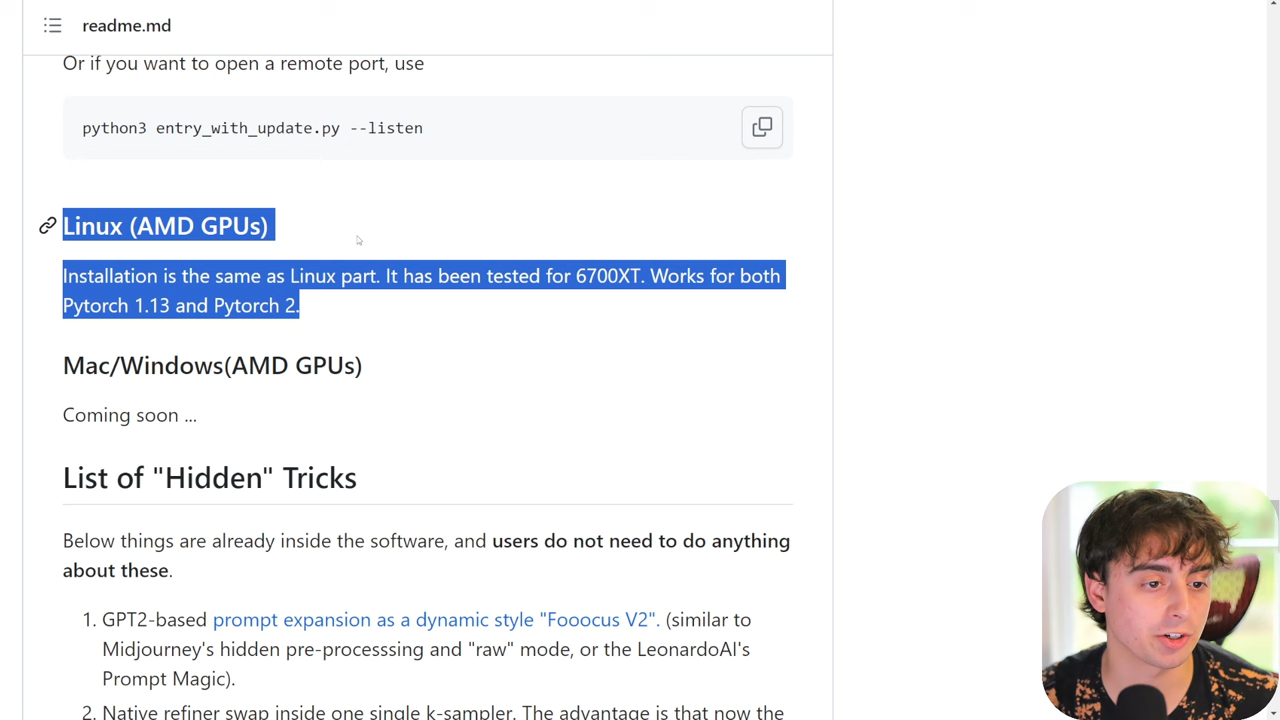 readme.md
Or if you want to open a remote port, use
python3 entry_with_update.py --listen
Linux (AMD GPUs)
Installation is the same as Linux part. It has been tested for 6700XT. Works for both
Pytorch 1.13 and Pytorch 2.
Mac/Windows(AMD GPUs)
Coming soon ...
List of "Hidden" Tricks
Below things are already inside the software, and users do not need to do anything
about these.
1. GPT2-based prompt expansion as a dynamic style "Fooocus V2". (similar to
Midjourney's hidden pre-processsing and "raw" mode, or the LeonardoAI's
Prompt Magic).
2. Native refiner swap inside one single k-sampler. The advantage is that now the